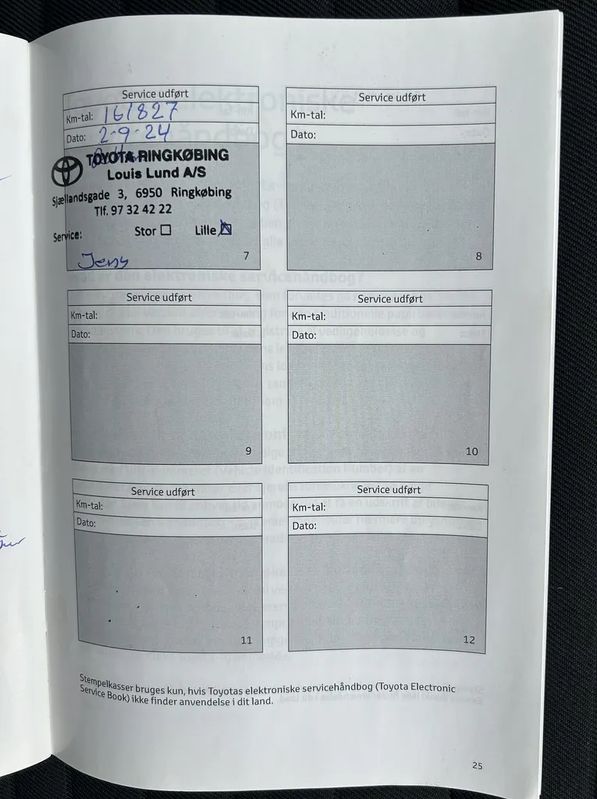 Service udført
Km-tal: 161827
Dato: 2-9-24
TOYOTA RINGKØBING
Louis Lund A/S
Sjællandsgade 3, 6950 Ringkøbing
Tlf. 97 32 42 22
Service: Stor Lille
Jens
7
Service udført
Km-tal:
Dato:
8
Service udført
Km-tal:
Dato:
9
Service udført
Km-tal:
Dato:
10
Service udført
Km-tal:
Dato:
11
Service udført
Km-tal:
Dato:
12
Stempelkasser bruges kun, hvis Toyotas elektroniske servicehåndbog (Toyota Electronic
Service Book) ikke finder anvendelse i dit land.
25